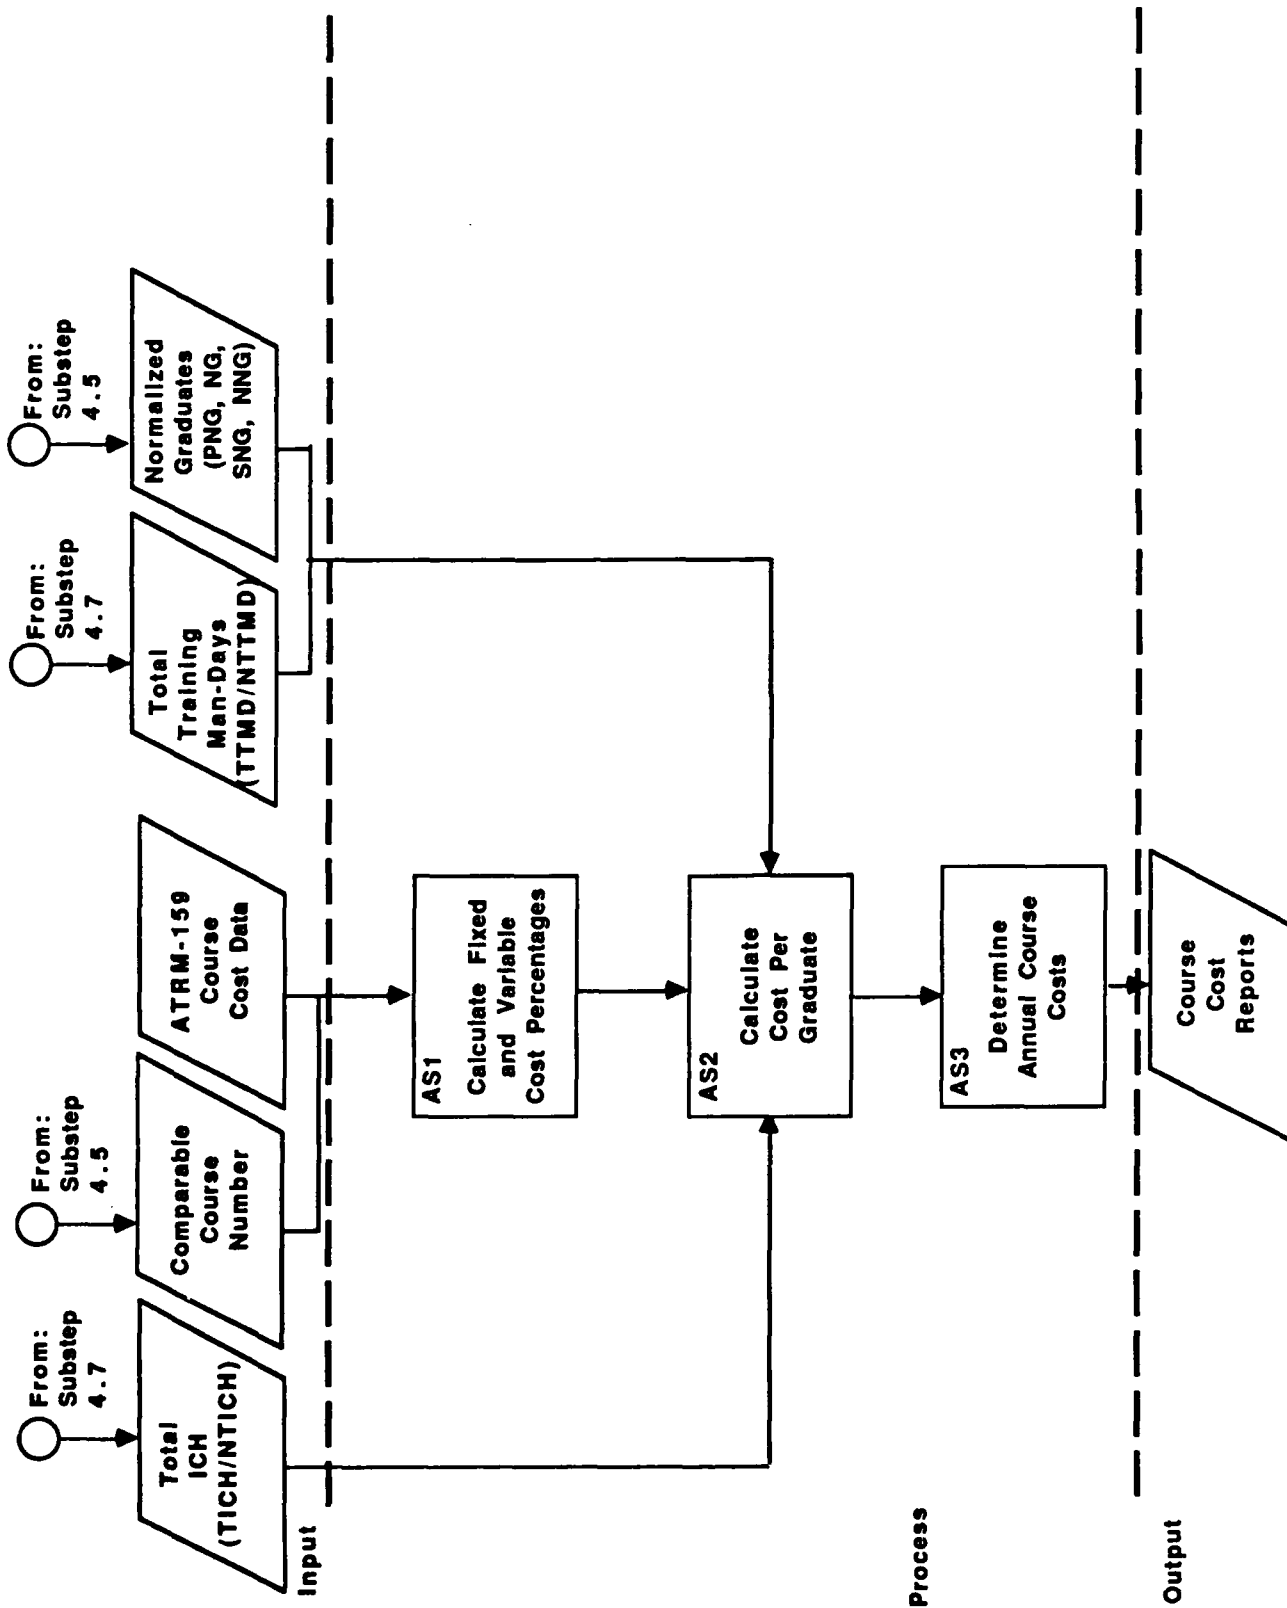 From:
Substep
4.7
From:
Substep
4.5
From:
Substep
4.7
From:
Substep
4.5
Total
ICH
(TICH/NTICH)
Comparable
Course
Number
ATRM-159
Course
Cost Data
Total
Training
Man-Days
(TTMD/NTTMD)
Normalized
Graduates
(PNG, NG,
SNG, NNG)
Input
AS1
Calculate Fixed
and Variable
Cost Percentages
AS2
Calculate
Cost Per
Graduate
Process
AS3
Determine
Annual Course
Costs
Output
Course
Cost
Reports